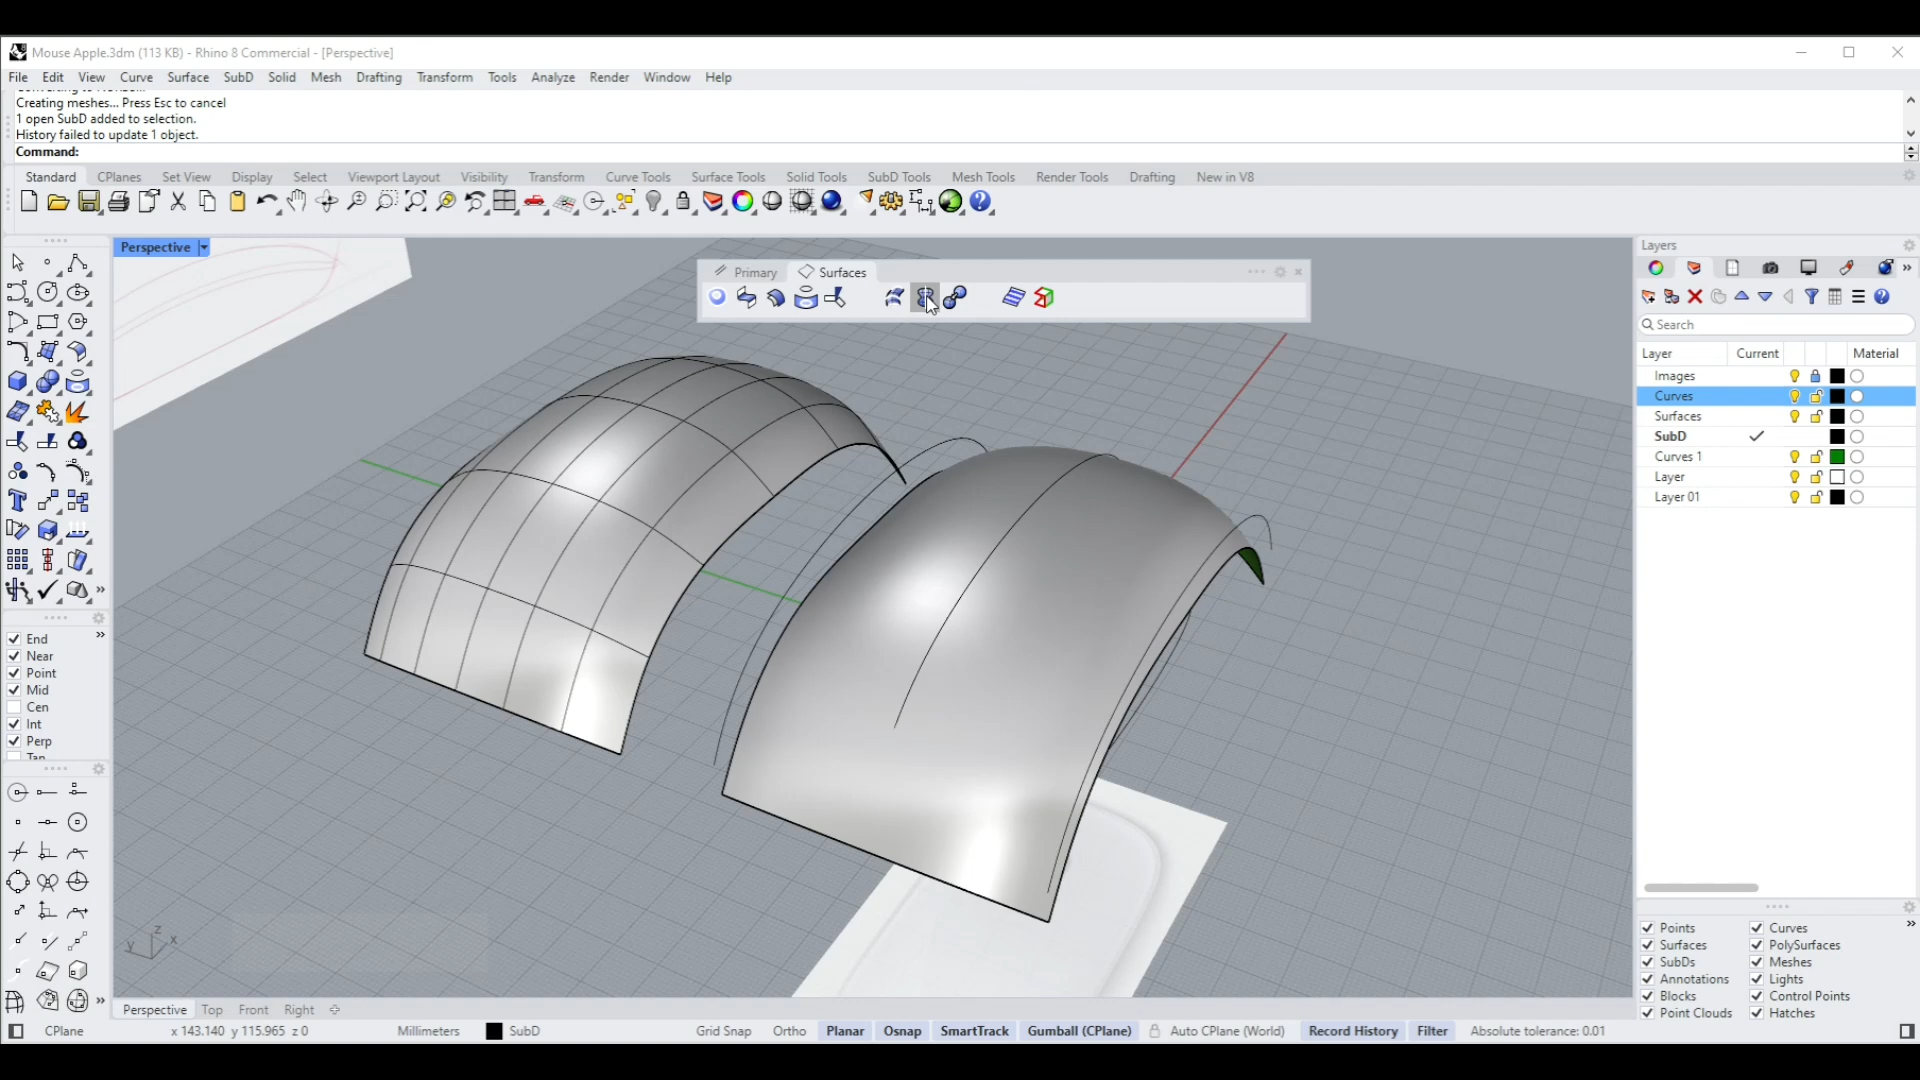 Mouse Apple.3dm (113 KB) - Rhino 8 Commercial - [Perspective]
File Edit View Curve Surface SubD Solid Mesh Drafting Transform Tools Analyze Render Window Help
Creating meshes... Press Esc to cancel
1 open SubD added to selection.
History failed to update 1 object.
Command:
Standard CPlanes Set View Display Select Viewport Layout Visibility Transform Curve Tools Surface Tools Solid Tools SubD Tools Mesh Tools Render Tools Drafting New in V8
Perspective
Primary Surfaces
Layers
Search
Layer Current Material
Images
Curves
Surfaces
SubD
Curves 1
Layer
Layer 01
End
Near
Point
Mid
Cen
Int
Perp
Tan
z
y x
Points Curves
Surfaces PolySurfaces
SubDs Meshes
Annotations Lights
Blocks Control Points
Point Clouds Hatches
Perspective Top Front Right
CPlane x 143.140 y 115.965 z 0 Millimeters SubD Grid Snap Ortho Planar Osnap SmartTrack Gumball (CPlane) Auto CPlane (World) Record History Filter Absolute tolerance: 0.01